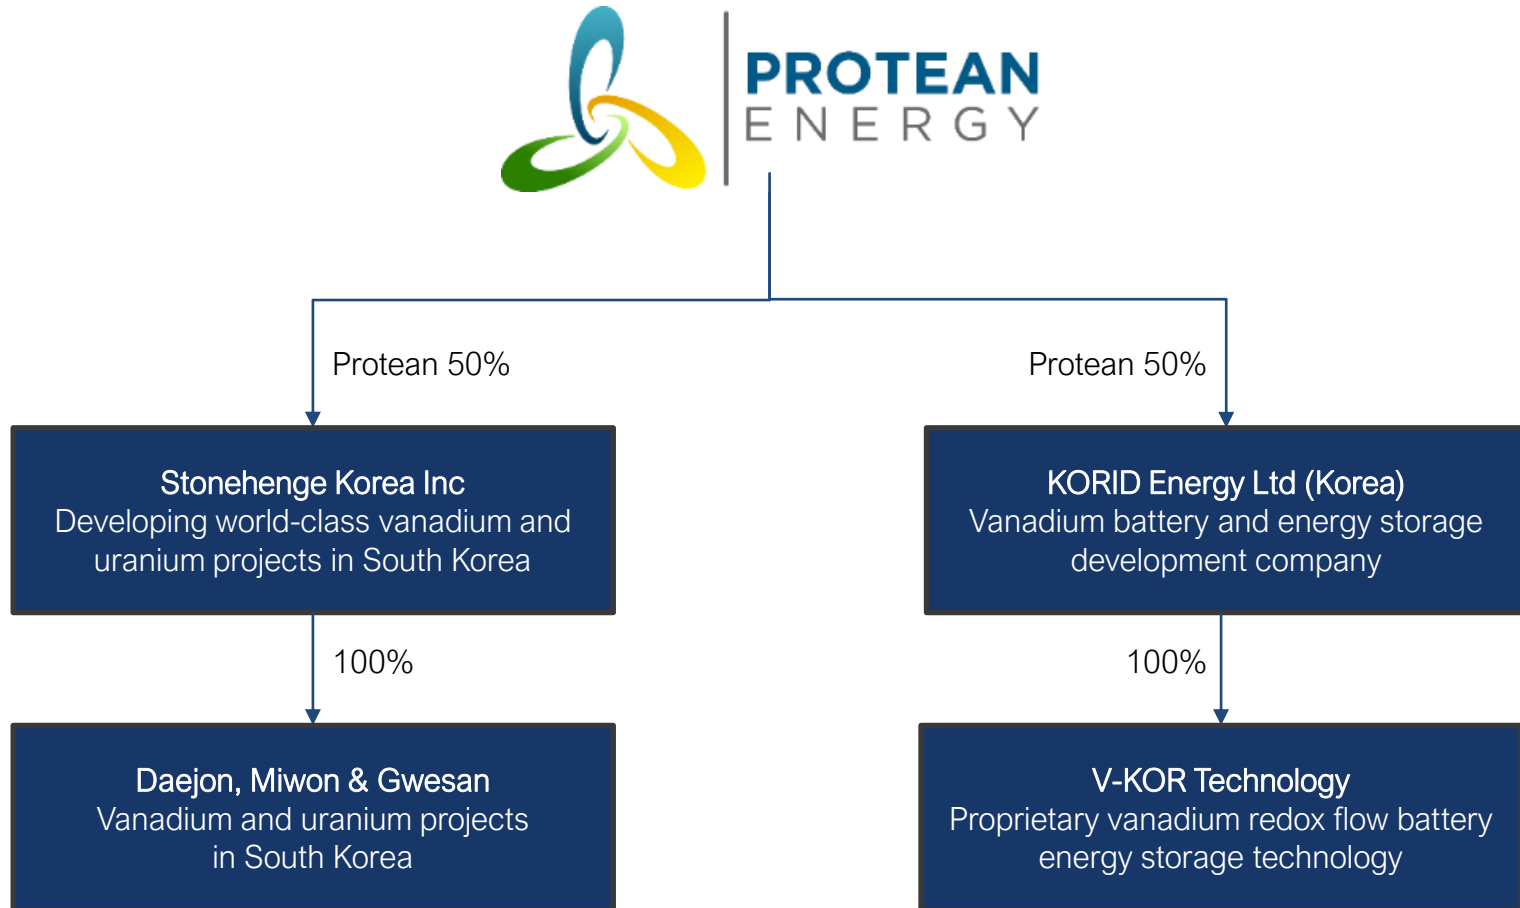 PROTEAN
ENERGY
Protean 50%
Protean 50%
Stonehenge Korea Inc
Developing world-class vanadium and
uranium projects in South Korea
KORID Energy Ltd (Korea)
Vanadium battery and energy storage
development company
100%
100%
Daejon, Miwon & Gwesan
Vanadium and uranium projects
in South Korea
V-KOR Technology
Proprietary vanadium redox flow battery
energy storage technology